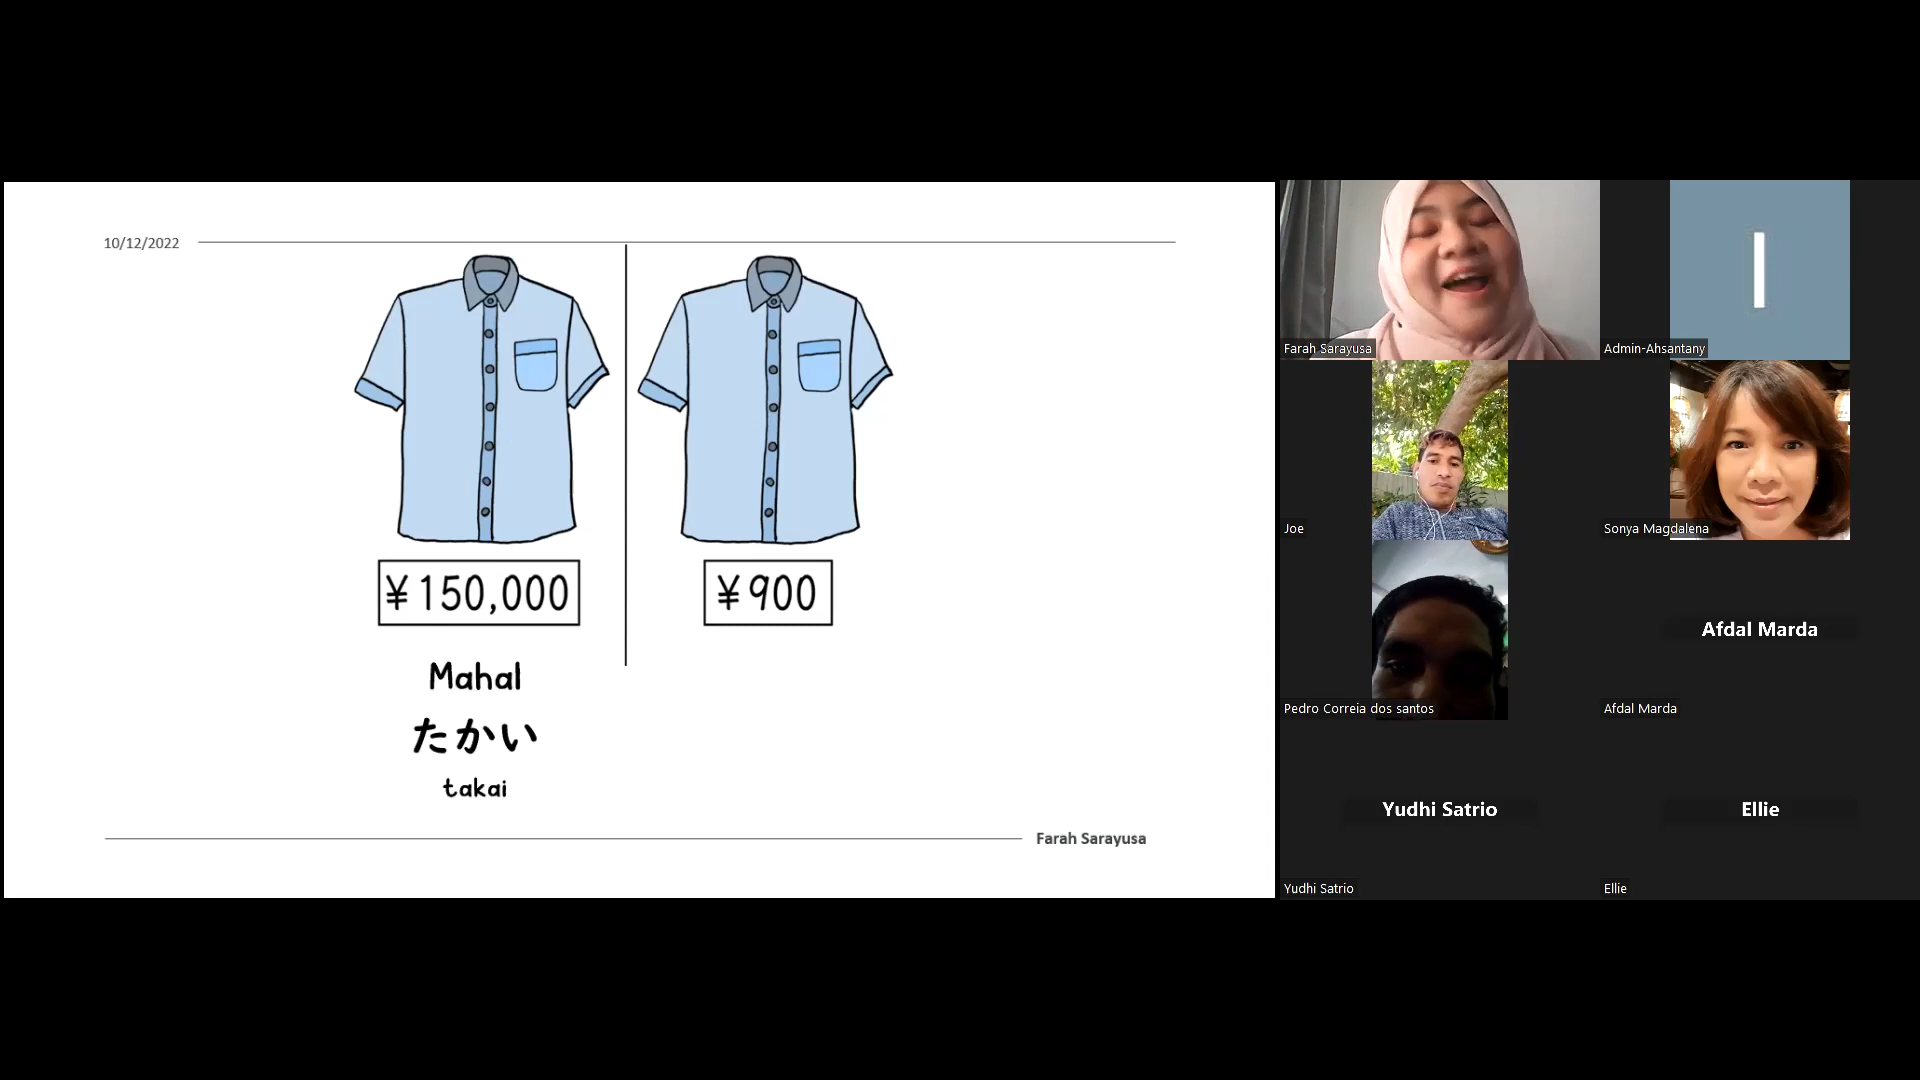 10/12/2022
¥150,000
¥900
Mahal
たかい
takai
Farah Sarayusa
Farah Sarayusa
I
Admin-Ahsantany
Joe
Sonya Magdalena
Pedro Correia dos santos
Afdal Marda
Afdal Marda
Yudhi Satrio
Yudhi Satrio
Ellie
Ellie